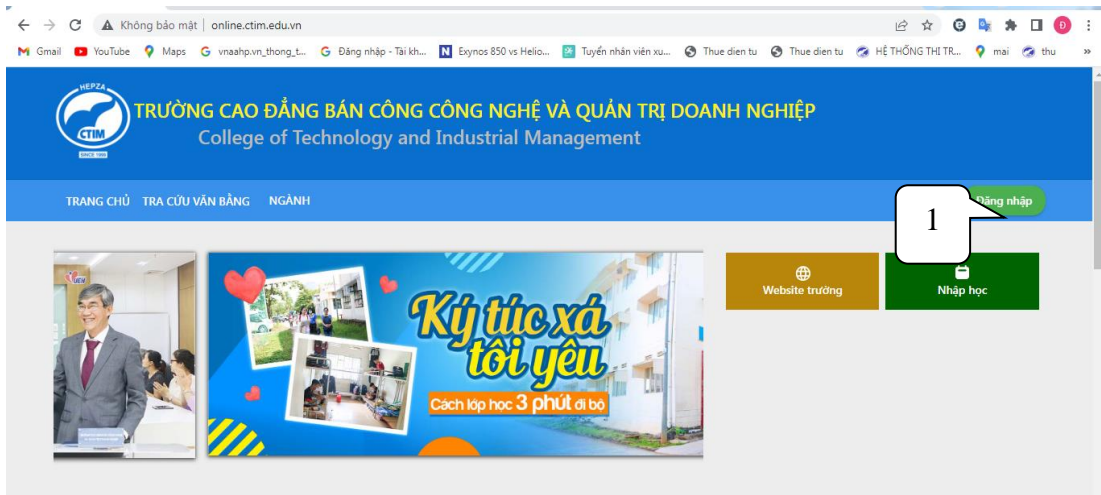 Không bảo mật | online.ctim.edu.vn
Gmail YouTube Maps vnaahp.vn_thong_t... Đăng nhập - Tài kh... Exynos 850 vs Helio... Tuyển nhân viên xu... Thue dien tu Thue dien tu HỆ THỐNG THI TR... mai thu »
HEPZA
CTIM
SINCE 1998
TRƯỜNG CAO ĐẲNG BÁN CÔNG CÔNG NGHỆ VÀ QUẢN TRỊ DOANH NGHIỆP
College of Technology and Industrial Management
TRANG CHỦ TRA CỨU VĂN BẰNG NGÀNH
1
Đăng nhập
Ký túc xá
tôi yêu
Cách lớp học 3 phút đi bộ
Website trường
Nhập học